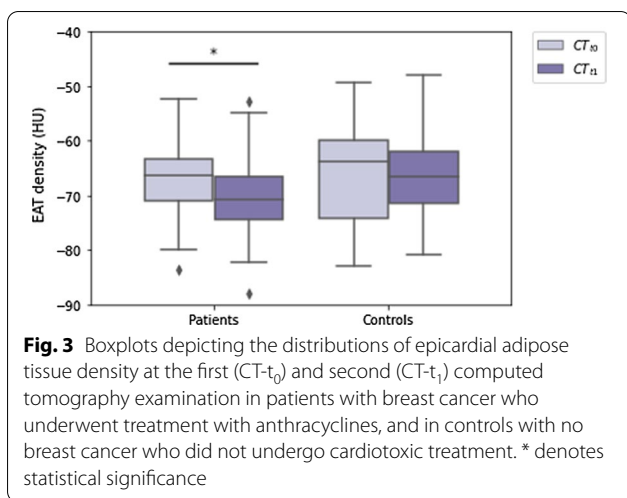 −40
−50
−60
−70
−80
−90
EAT density (HU)
*
Patients
Controls
CT t0
CT t1
Fig. 3 Boxplots depicting the distributions of epicardial adipose
tissue density at the first (CT-t0) and second (CT-t1) computed
tomography examination in patients with breast cancer who
underwent treatment with anthracyclines, and in controls with no
breast cancer who did not undergo cardiotoxic treatment. * denotes
statistical significance